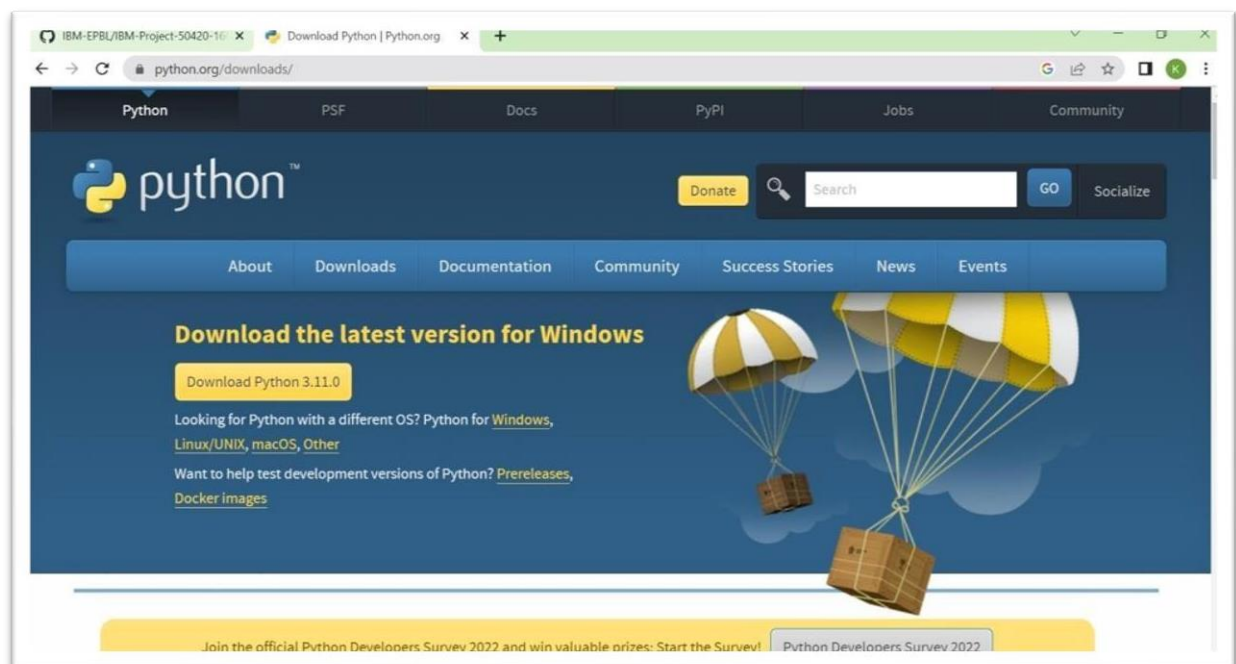 IBM-EPBL/IBM-Project-50420-16
Download Python | Python.org
python.org/downloads/
K
Python PSF Docs PyPI Jobs Community
python™
Donate Search GO Socialize
About Downloads Documentation Community Success Stories News Events
Download the latest version for Windows
Download Python 3.11.0
Looking for Python with a different OS? Python for Windows,
Linux/UNIX, macOS, Other
Want to help test development versions of Python? Prereleases,
Docker images
Join the official Python Developers Survey 2022 and win valuable prizes: Start the Survey! Python Developers Survey 2022